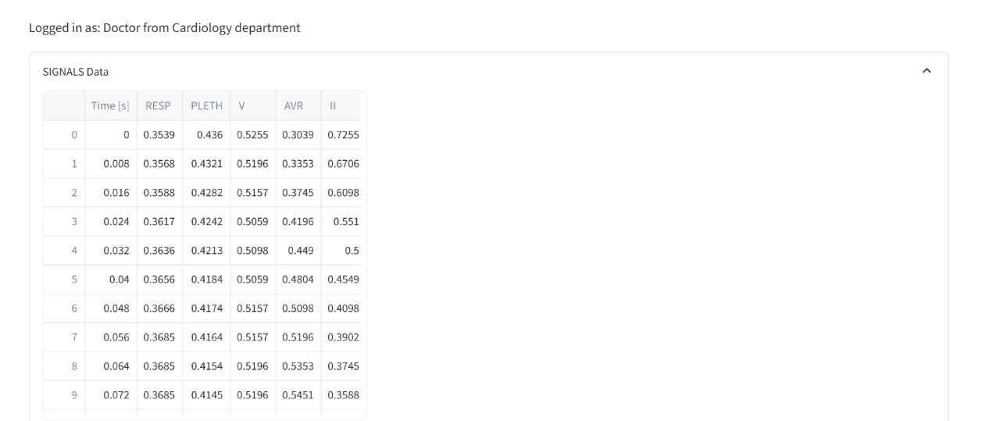 Logged in as: Doctor from Cardiology department
SIGNALS Data
Time [s] RESP PLETH V AVR II
0 0 0.3539 0.436 0.5255 0.3039 0.7255
1 0.008 0.3568 0.4321 0.5196 0.3353 0.6706
2 0.016 0.3588 0.4282 0.5157 0.3745 0.6098
3 0.024 0.3617 0.4242 0.5059 0.4196 0.551
4 0.032 0.3636 0.4213 0.5098 0.449 0.5
5 0.04 0.3656 0.4184 0.5059 0.4804 0.4549
6 0.048 0.3666 0.4174 0.5157 0.5098 0.4098
7 0.056 0.3685 0.4164 0.5157 0.5196 0.3902
8 0.064 0.3685 0.4154 0.5196 0.5353 0.3745
9 0.072 0.3685 0.4145 0.5196 0.5451 0.3588